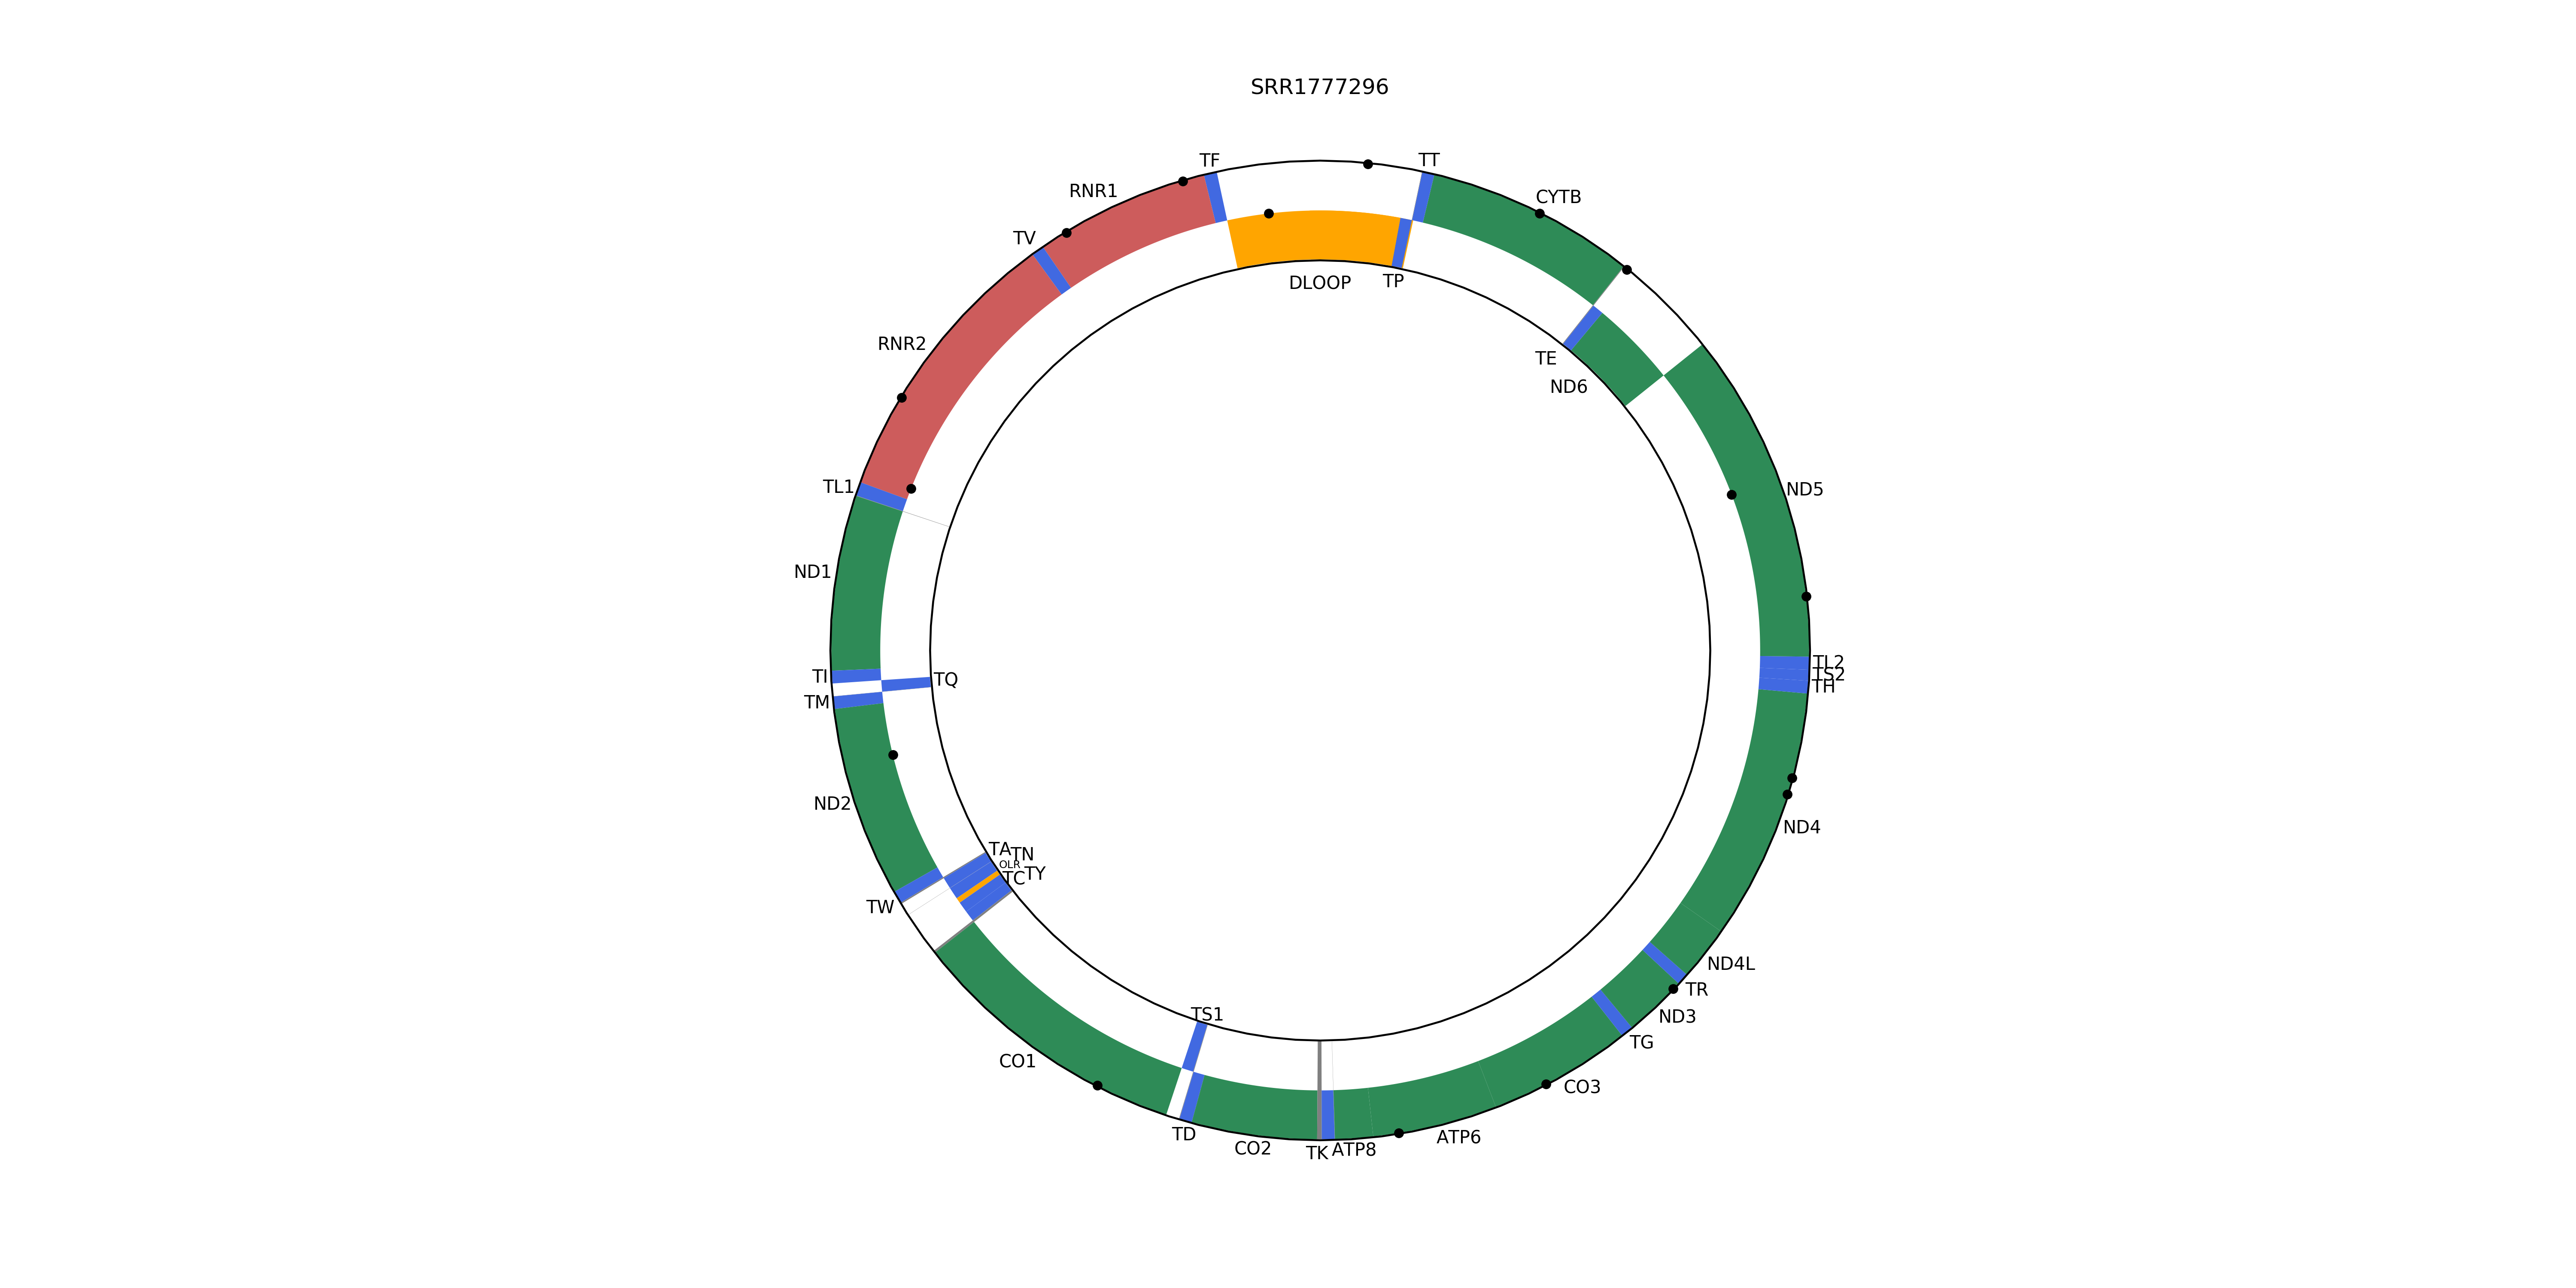 SRR1777296
TF
TT
RNR1
CYTB
TV
DLOOP
TP
RNR2
TE
ND6
TL1
ND5
ND1
TL2
TS2
TH
TI
TQ
TM
ND2
ND4
TA
TN
OLR
TY
TC
TW
ND4L
TR
TS1
ND3
TG
CO1
CO3
TD
CO2
TK
ATP8
ATP6